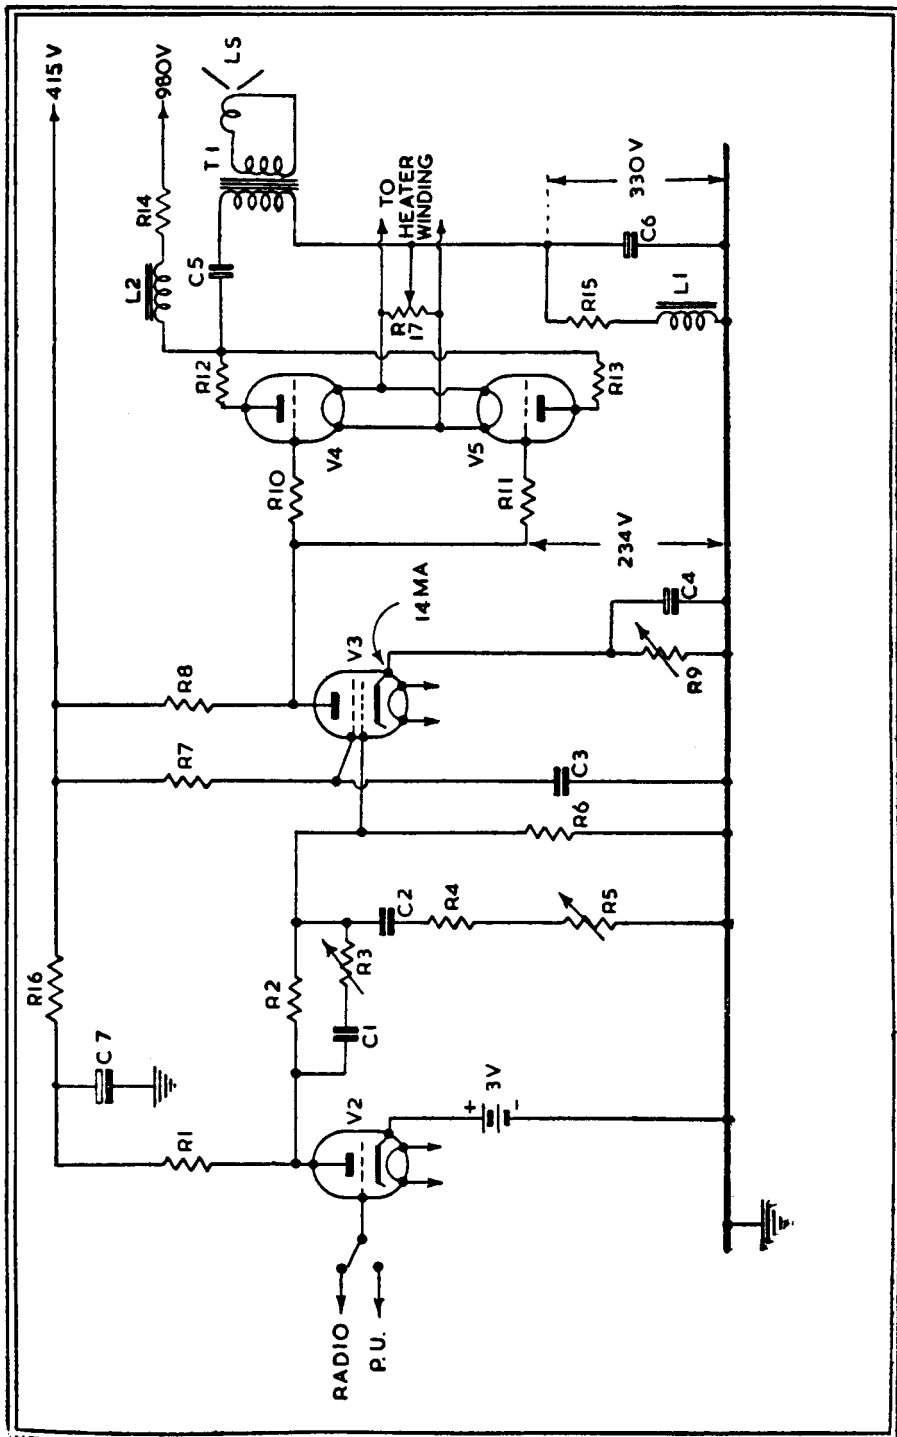 415V
980V
LS
T1
R14
L2
C5
TO
HEATER
WINDING
R
17
330V
C6
R15
L1
R12
R13
V4
V5
R10
R11
234V
14 MA
C4
V3
R9
R8
R7
C3
R6
C2
R4
R5
R3
R2
C1
R16
C7
3V
+
-
V2
R1
RADIO
P.U.